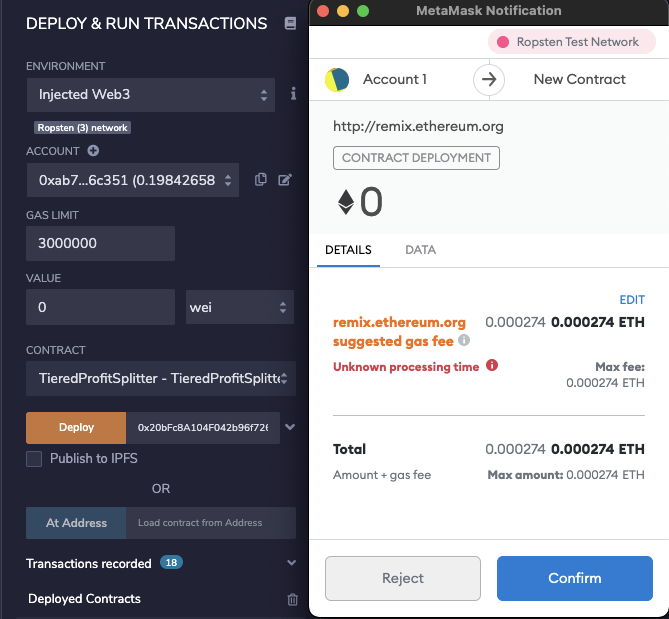 DEPLOY & RUN TRANSACTIONS
ENVIRONMENT
Injected Web3
Ropsten (3) network
ACCOUNT
0xab7...6c351 (0.19842658
GAS LIMIT
3000000
VALUE
0
wei
CONTRACT
TieredProfitSplitter - TieredProfitSplitte
Deploy
0x20bFc8A104F042b96f726
Publish to IPFS
OR
At Address
Load contract from Address
Transactions recorded 18
Deployed Contracts
MetaMask Notification
Ropsten Test Network
Account 1
New Contract
http://remix.ethereum.org
CONTRACT DEPLOYMENT
0
DETAILS
DATA
EDIT
remix.ethereum.org 0.000274 0.000274 ETH
suggested gas fee
Unknown processing time Max fee:
0.000274 ETH
Total 0.000274 0.000274 ETH
Amount + gas fee Max amount: 0.000274 ETH
Reject
Confirm